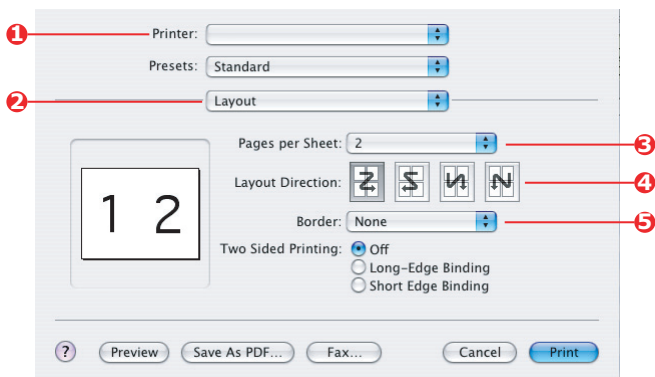 1 Printer:
Presets: Standard
2 Layout
Pages per Sheet: 2 3
Layout Direction: 4
1 2
Border: None 5
Two Sided Printing: Off
Long-Edge Binding
Short Edge Binding
? Preview Save As PDF... Fax... Cancel Print